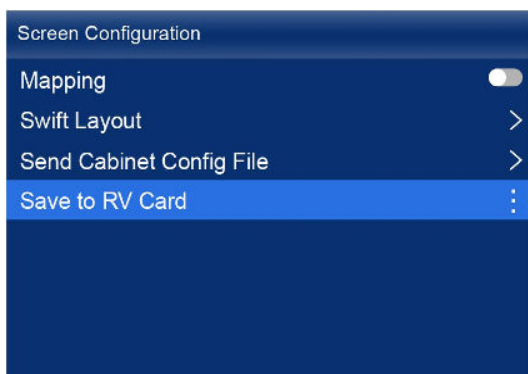 Screen Configuration
Mapping
Swift Layout
Send Cabinet Config File
Save to RV Card